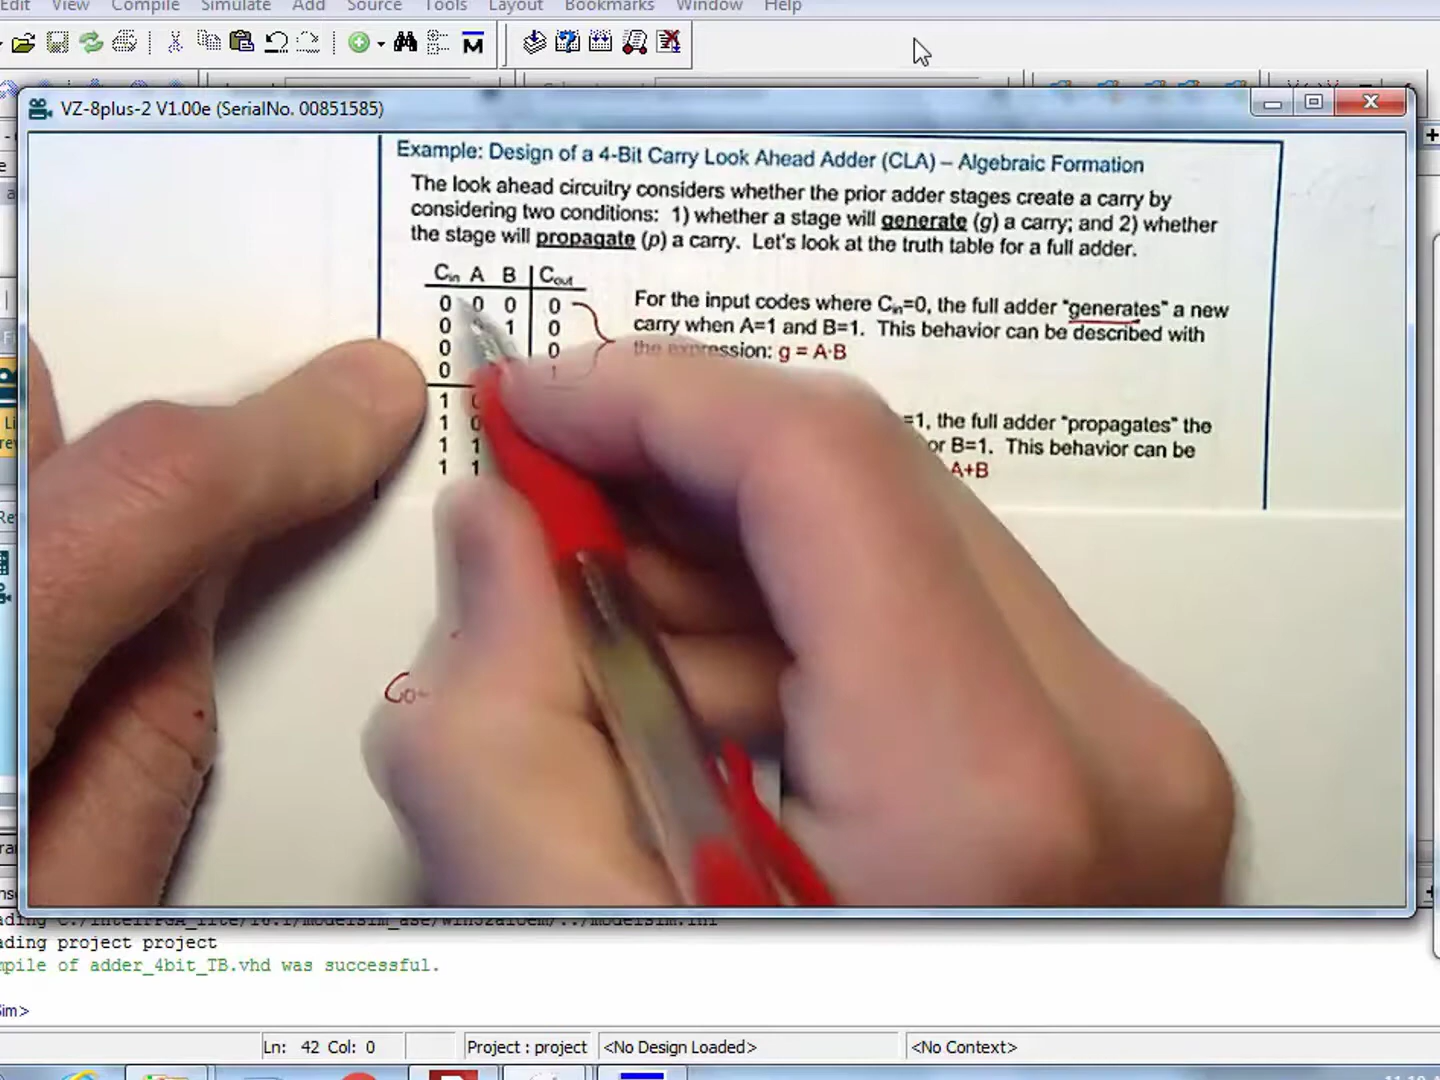 Edit View Compile Simulate Add Source Tools Layout Bookmarks Window Help
VZ-8plus-2 V1.00e (SerialNo. 00851585)
Example: Design of a 4-Bit Carry Look Ahead Adder (CLA) – Algebraic Formation
The look ahead circuitry considers whether the prior adder stages create a carry by
considering two conditions: 1) whether a stage will generate (g) a carry; and 2) whether
the stage will propagate (p) a carry. Let's look at the truth table for a full adder.
Cin A B Cout
0 0 0 0
0 1 0
0 0
0 1
1 0
1 0
1 1
1 1
For the input codes where Cin=0, the full adder "generates" a new
carry when A=1 and B=1. This behavior can be described with
the expression: g = A·B
=1, the full adder "propagates" the
or B=1. This behavior can be
A+B
Co
ading project project
mpile of adder_4bit_TB.vhd was successful.
Sim>
Ln: 42 Col: 0 Project : project <No Design Loaded> <No Context>